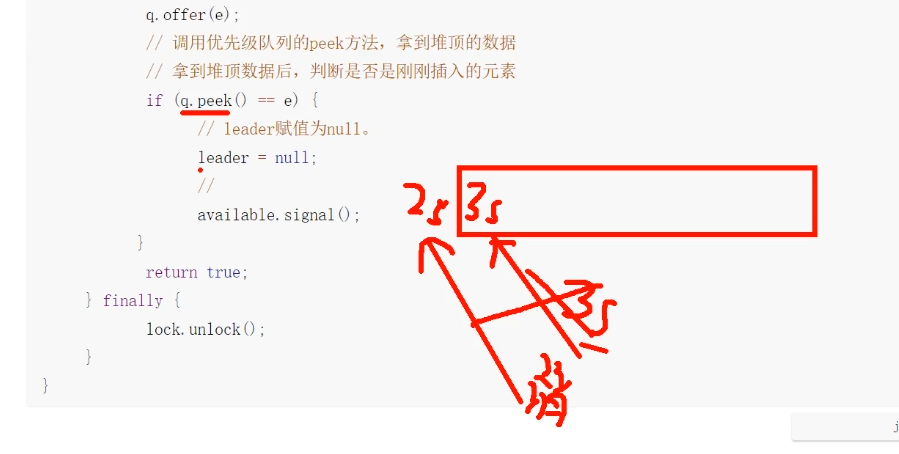 q.offer(e);
// 调用优先级队列的peek方法，拿到堆顶的数据
// 拿到堆顶数据后，判断是否是刚刚插入的元素
if (q.peek() == e) {
// leader赋值为null。
leader = null;
//
available.signal();
2s 3s
}
return true;
3s
} finally {
lock.unlock();
}
消
}